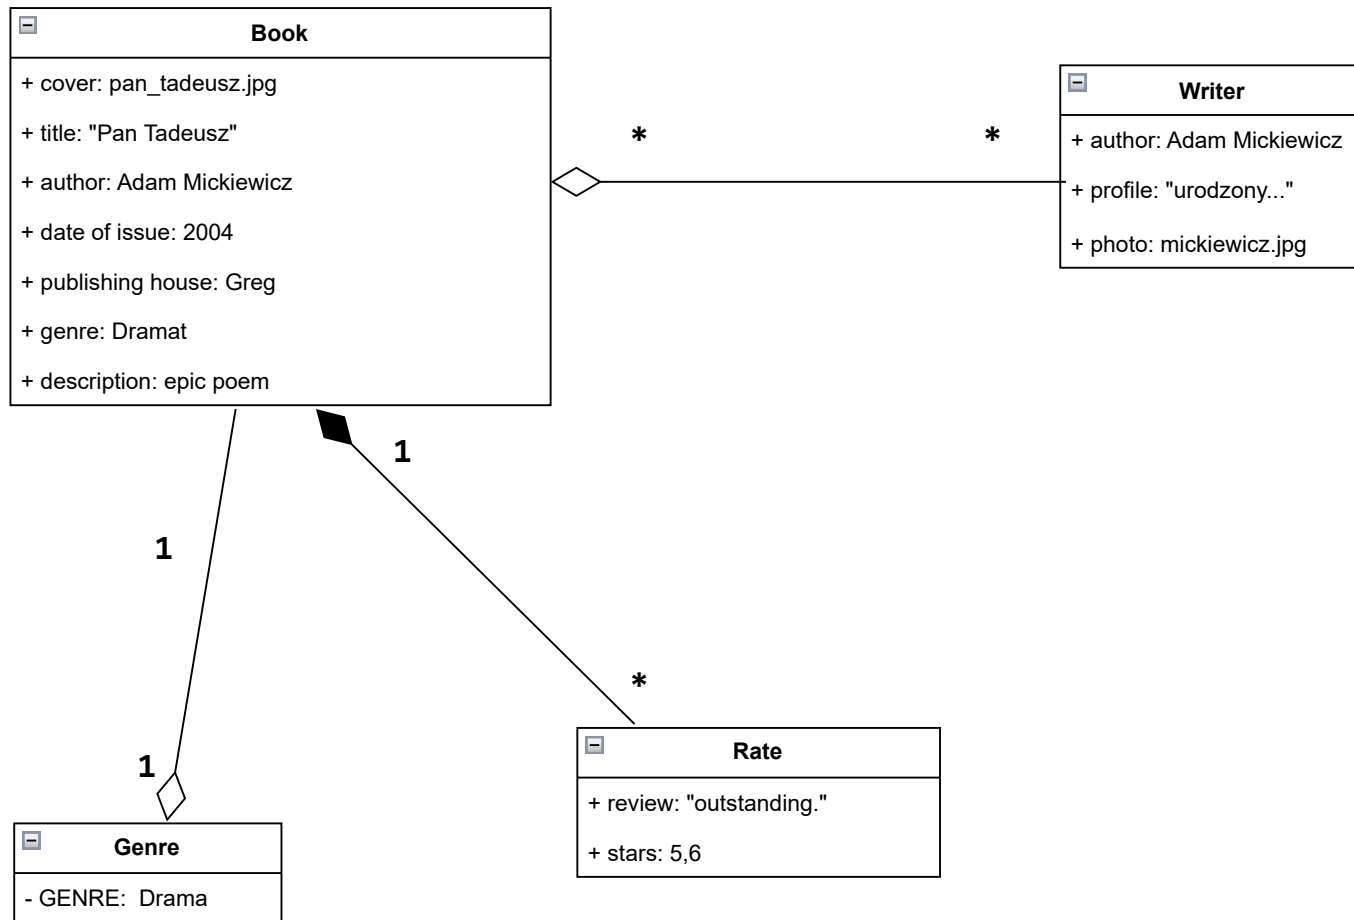 Book
+ cover: pan_tadeusz.jpg
+ title: "Pan Tadeusz"
+ author: Adam Mickiewicz
+ date of issue: 2004
+ publishing house: Greg
+ genre: Dramat
+ description: epic poem
* *
Writer
+ author: Adam Mickiewicz
+ profile: "urodzony..."
+ photo: mickiewicz.jpg
1
1
*
1
Rate
+ review: "outstanding."
+ stars: 5,6
Genre
- GENRE: Drama